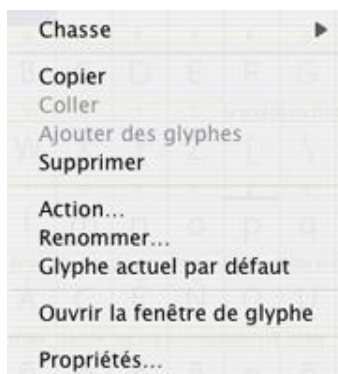 Chasse
Copier
Coller
Ajouter des glyphes
Supprimer
Action...
Renommer...
Glyphe actuel par défaut
Ouvrir la fenêtre de glyphe
Propriétés...